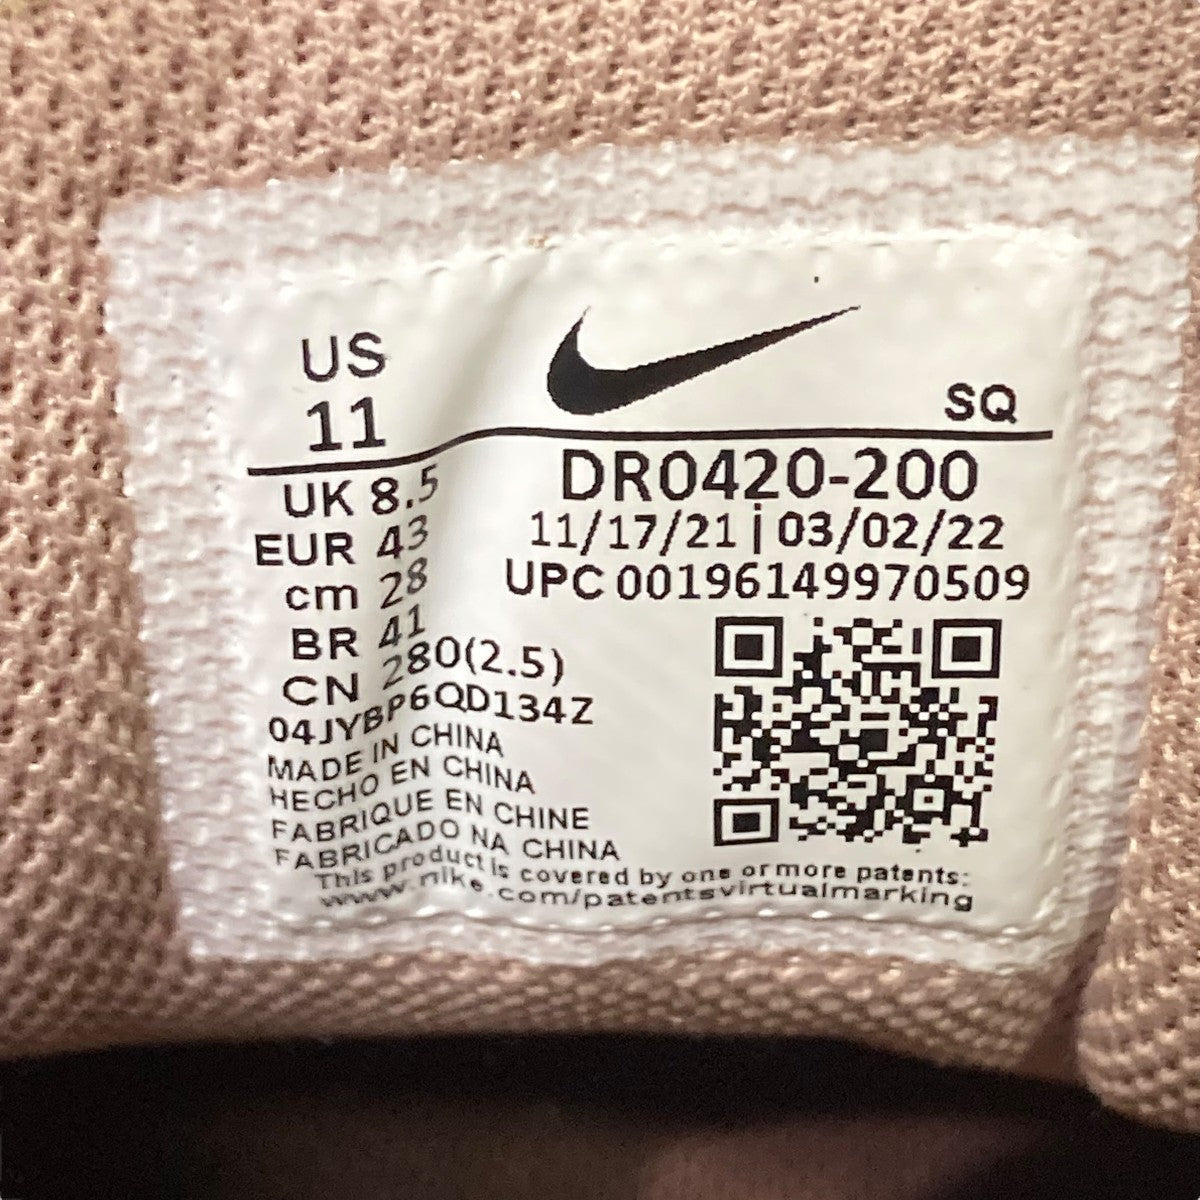 US
11
SQ
UK 8.5
EUR 43
cm 28
BR 41
CN 280(2.5)
04JYBP6QD134Z
MADE IN CHINA
HECHO EN CHINA
FABRIQUE EN CHINE
FABRICADO NA CHINA
DR0420-200
11/17/21 | 03/02/22
UPC 00196149970509
This product is covered by one or more patents:
www.nike.com/patentsvirtualmarking